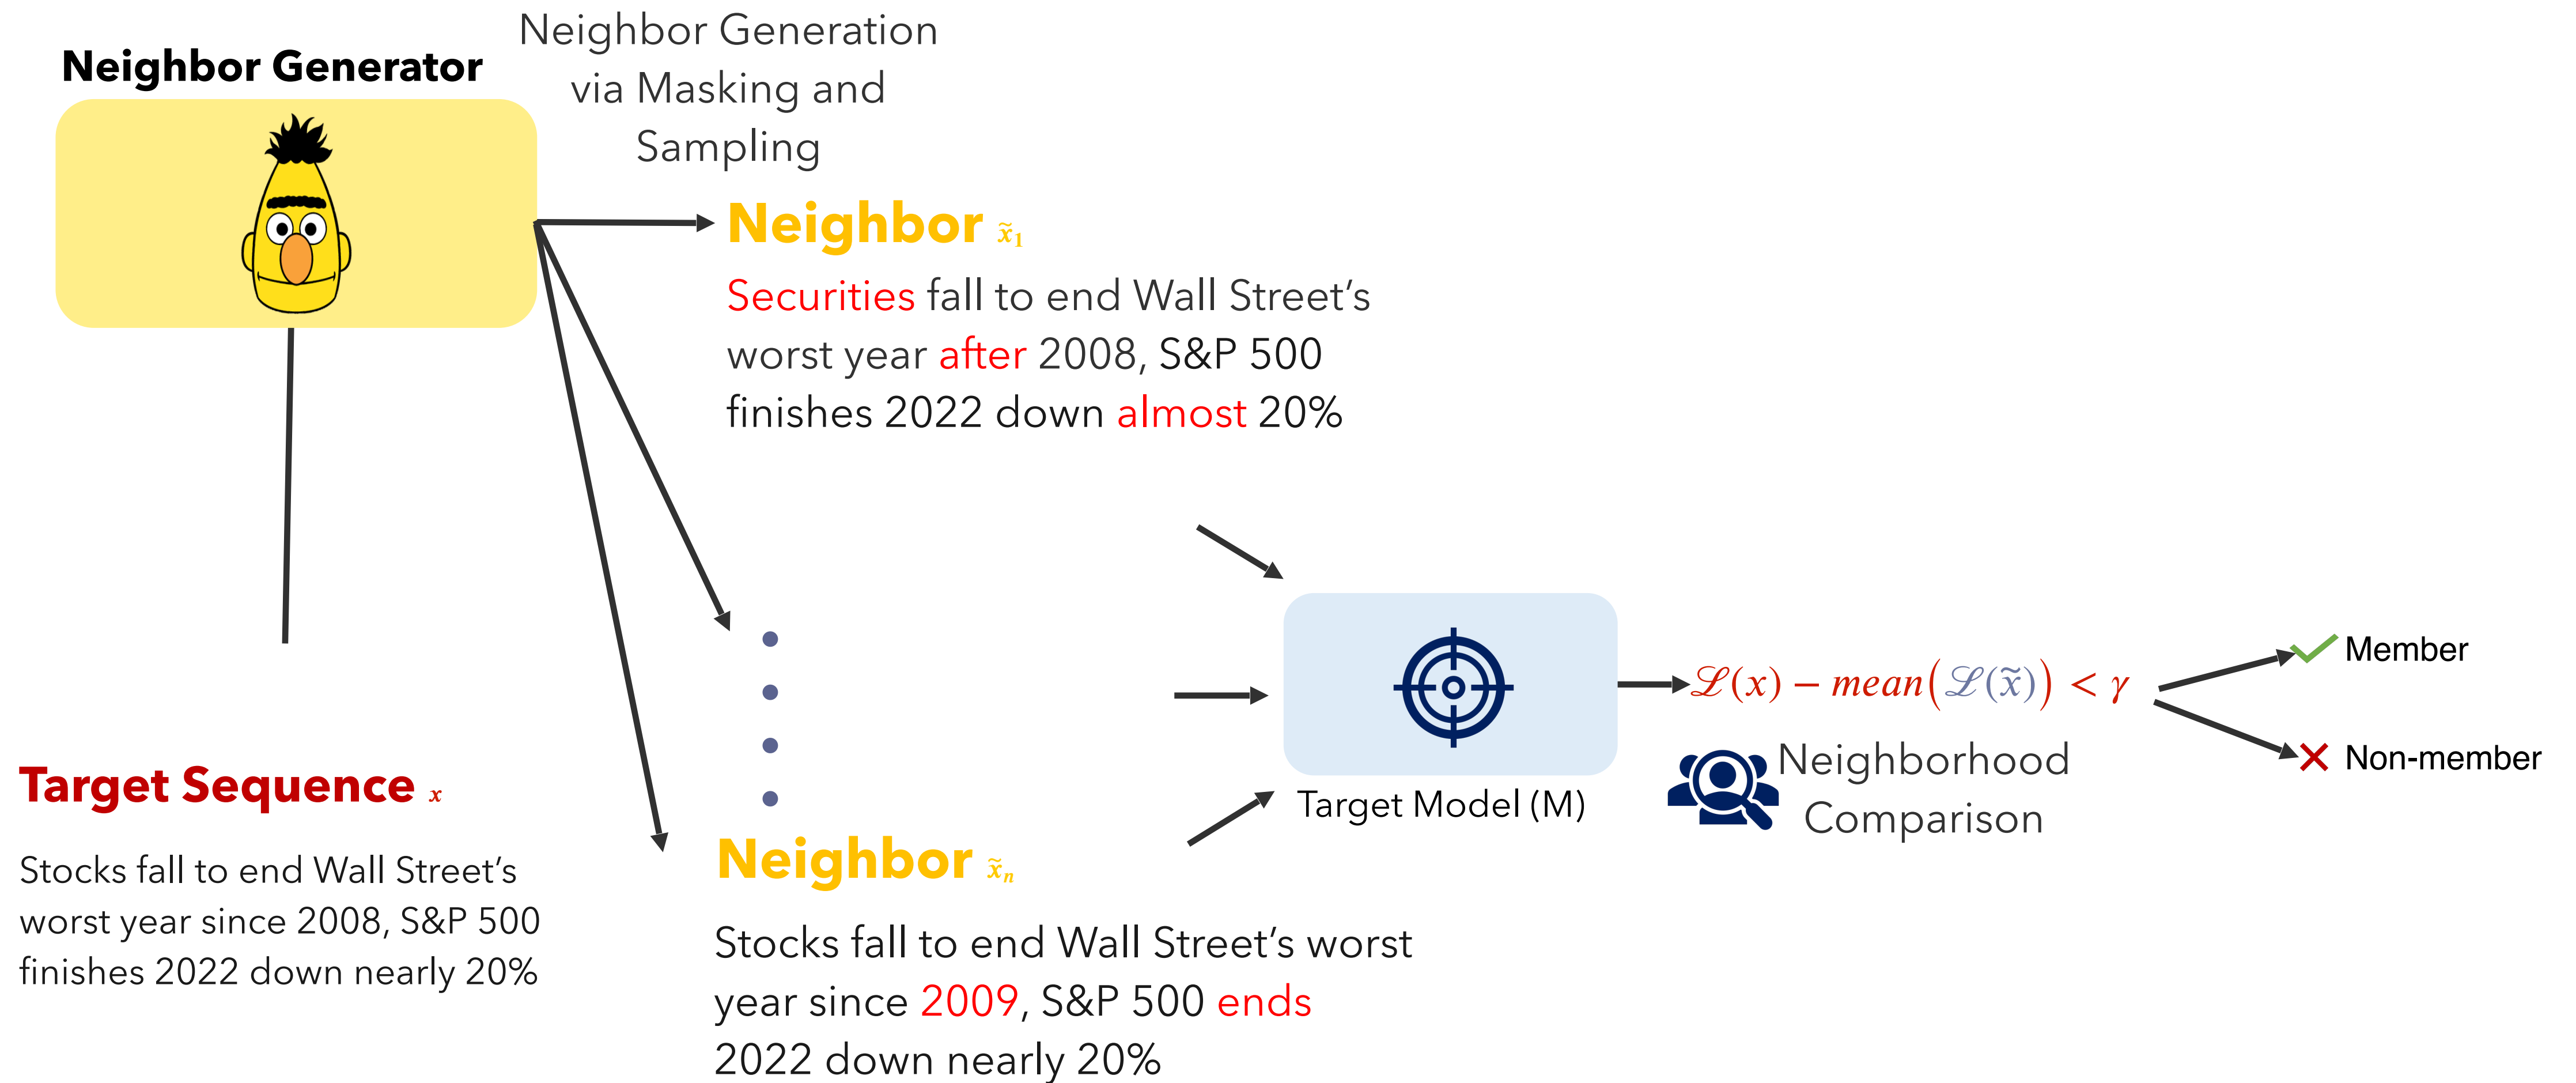 Neighbor Generator
Neighbor Generation
via Masking and
Sampling
Neighbor x̃₁
Securities fall to end Wall Street’s
worst year after 2008, S&P 500
finishes 2022 down almost 20%
Target Sequence x
Stocks fall to end Wall Street’s
worst year since 2008, S&P 500
finishes 2022 down nearly 20%
Neighbor x̃ₙ
Stocks fall to end Wall Street’s worst
year since 2009, S&P 500 ends
2022 down nearly 20%
Target Model (M)
ℒ(x) − mean(ℒ(x̃)) < γ
Neighborhood
Comparison
Member
Non-member